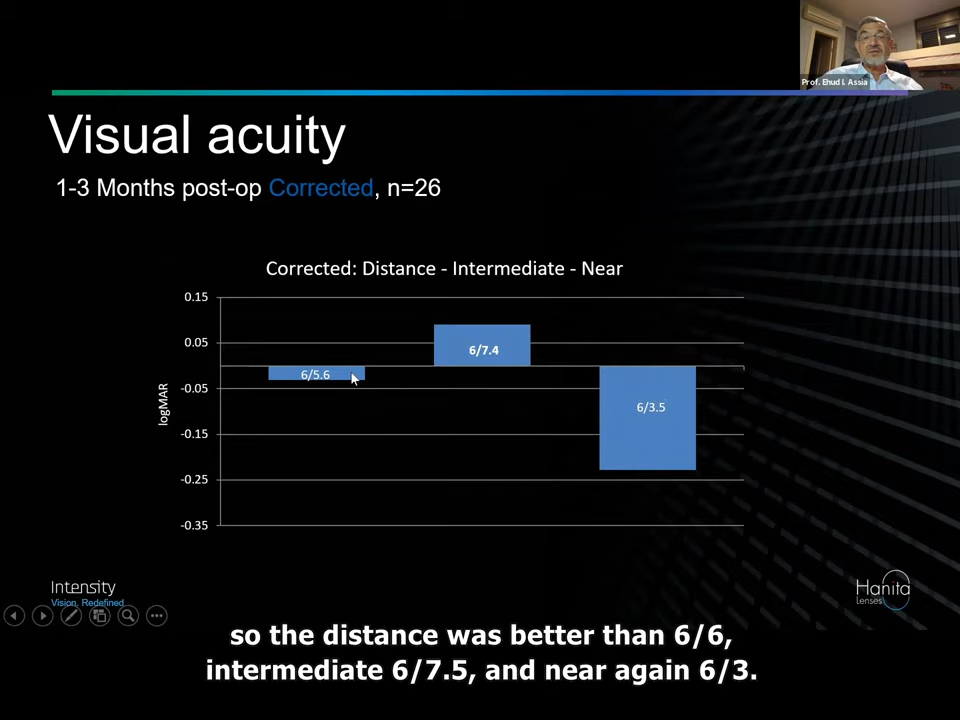 Prof. Ehud I. Assia
Visual acuity
1-3 Months post-op Corrected, n=26
Corrected: Distance - Intermediate - Near
0.15
0.05
-0.05
-0.15
-0.25
-0.35
logMAR
6/5.6
6/7.4
6/3.5
Intensity
Vision. Redefined
Hanita
Lenses
so the distance was better than 6/6,
intermediate 6/7.5, and near again 6/3.